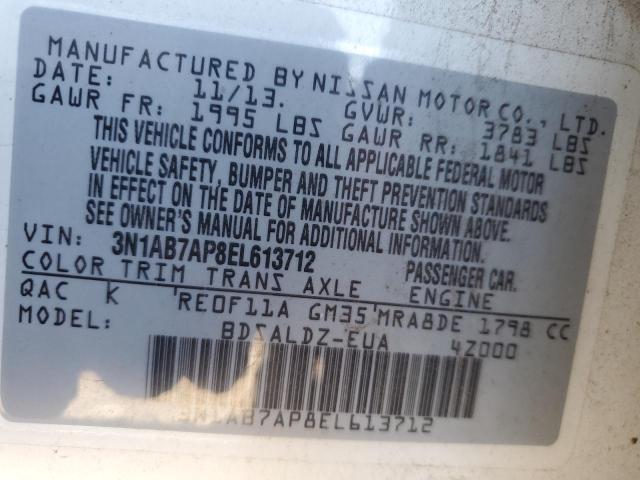 MANUFACTURED BY NISSAN MOTOR CO., LTD.
DATE: 11/13. GVWR: 3783 LBS
GAWR FR: 1995 LBS GAWR RR: 1841 LBS
THIS VEHICLE CONFORMS TO ALL APPLICABLE FEDERAL MOTOR
VEHICLE SAFETY, BUMPER AND THEFT PREVENTION STANDARDS
IN EFFECT ON THE DATE OF MANUFACTURE SHOWN ABOVE.
SEE OWNER'S MANUAL FOR ADDITIONAL INFORMATION.
VIN: 3N1AB7AP8EL613712 PASSENGER CAR.
COLOR TRIM TRANS AXLE ENGINE
QAC K RE0F11A GM35 MRA8DE 1798 CC
MODEL: BDSALDZ-EUA 4Z000
3N1AB7AP8EL613712